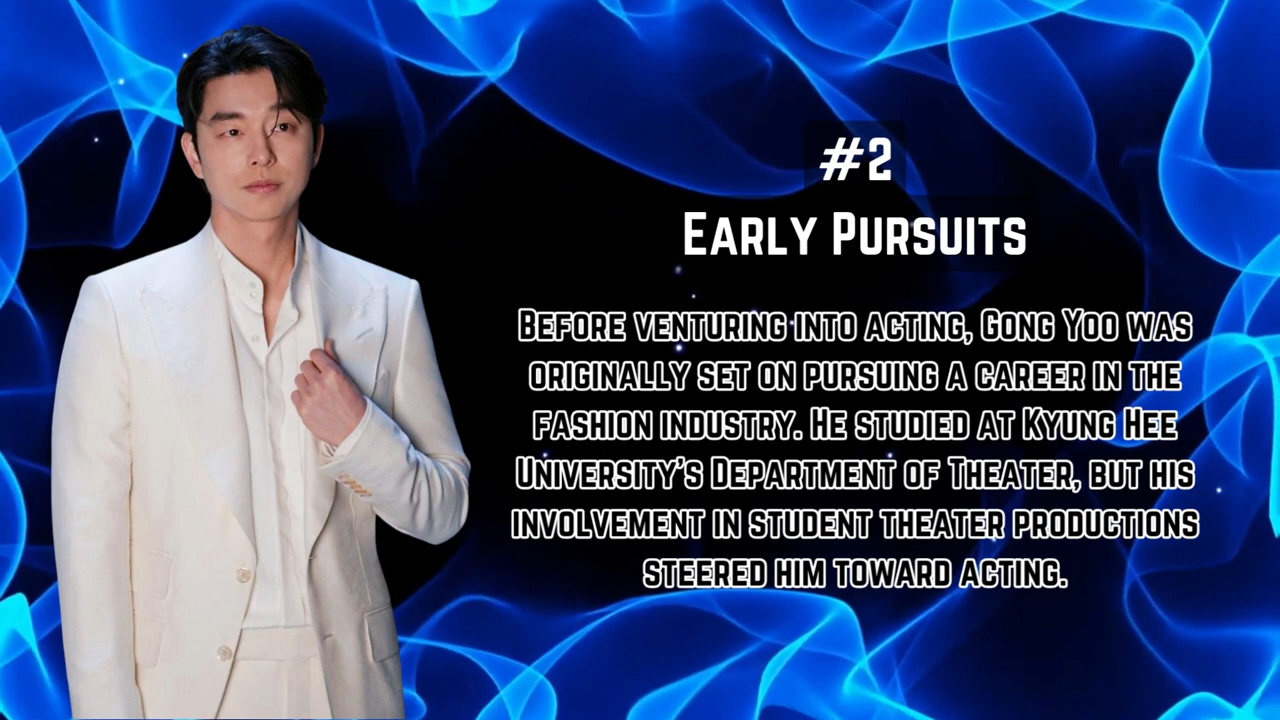 #2
Early Pursuits
Before venturing into acting, Gong Yoo was
originally set on pursuing a career in the
fashion industry. He studied at Kyung Hee
University's Department of Theater, but his
involvement in student theater productions
steered him toward acting.